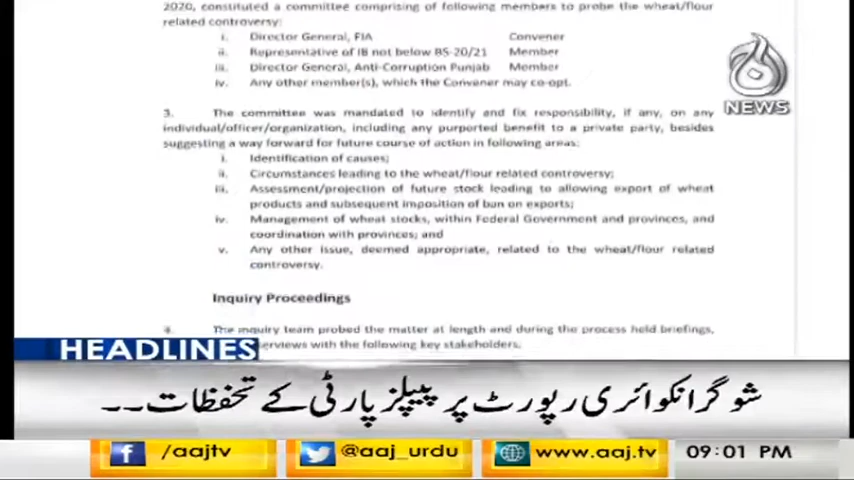 2020, constituted a committee comprising of following members to probe the wheat/flour
related controversy:
i. Director General, FIA Convener
ii. Representative of IB not below BS-20/21 Member
iii. Director General, Anti-Corruption Punjab Member
iv. Any other member(s), which the Convener may co-opt.
NEWS
3. The committee was mandated to identify and fix responsibility, if any, on any
individual/officer/organization, including any purported benefit to a private party, besides
suggesting a way forward for future course of action in following areas:
i. Identification of causes;
ii. Circumstances leading to the wheat/flour related controversy;
iii. Assessment/projection of future stock leading to allowing export of wheat
products and subsequent imposition of ban on exports;
iv. Management of wheat stocks, within Federal Government and provinces, and
coordination with provinces; and
v. Any other issue, deemed appropriate, related to the wheat/flour related
controversy.
Inquiry Proceedings
4. The inquiry team probed the matter at length and during the process held briefings,
with the following key stakeholders.
HEADLINES
شوگرانکوائری رپورٹ پر پیپلزپارٹی کے تحفظات۔۔
/aajtv @aaj_urdu www.aaj.tv 09:01 PM